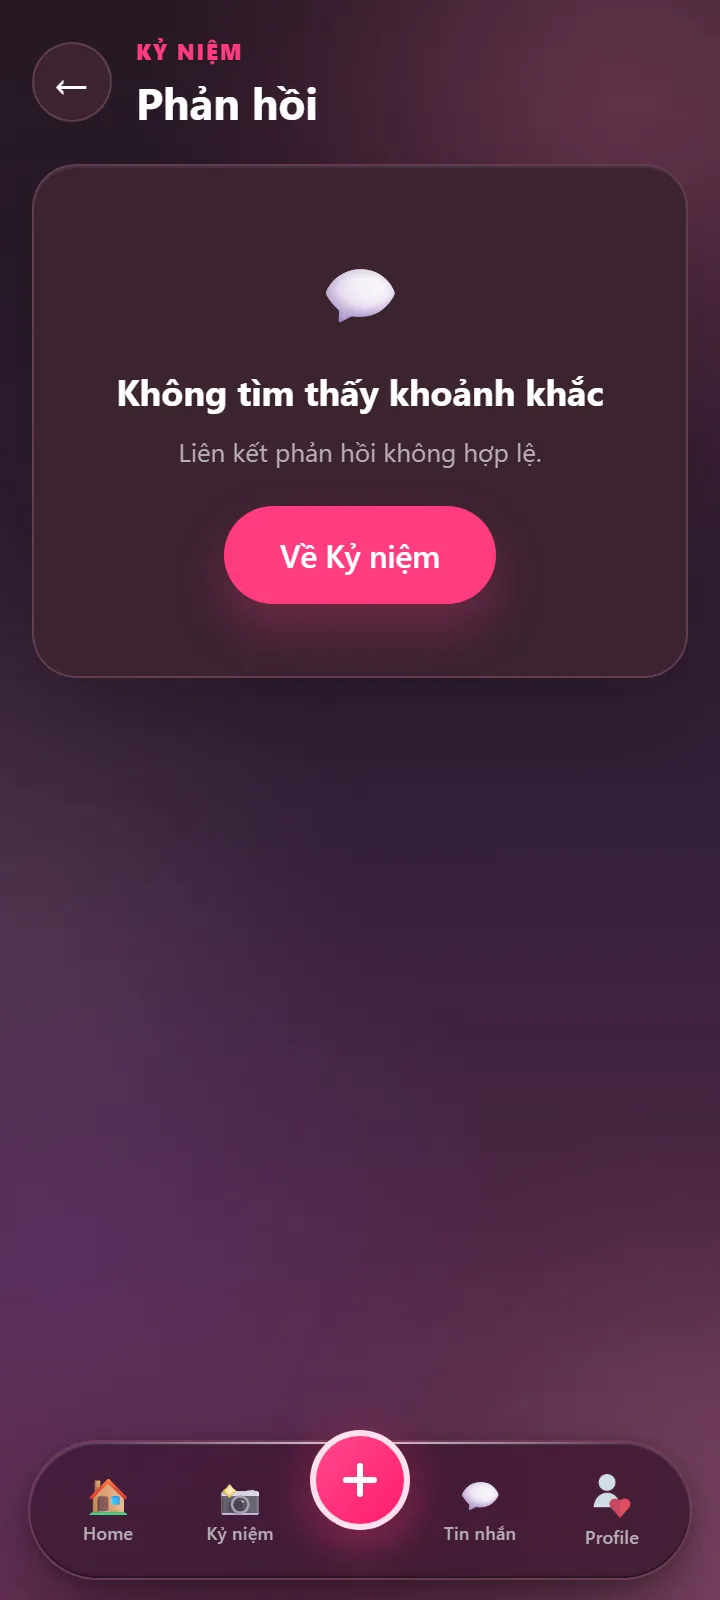 KỶ NIỆM
Phản hồi
Không tìm thấy khoảnh khắc
Liên kết phản hồi không hợp lệ.
Về Kỷ niệm
Home
Kỷ niệm
Tin nhắn
Profile